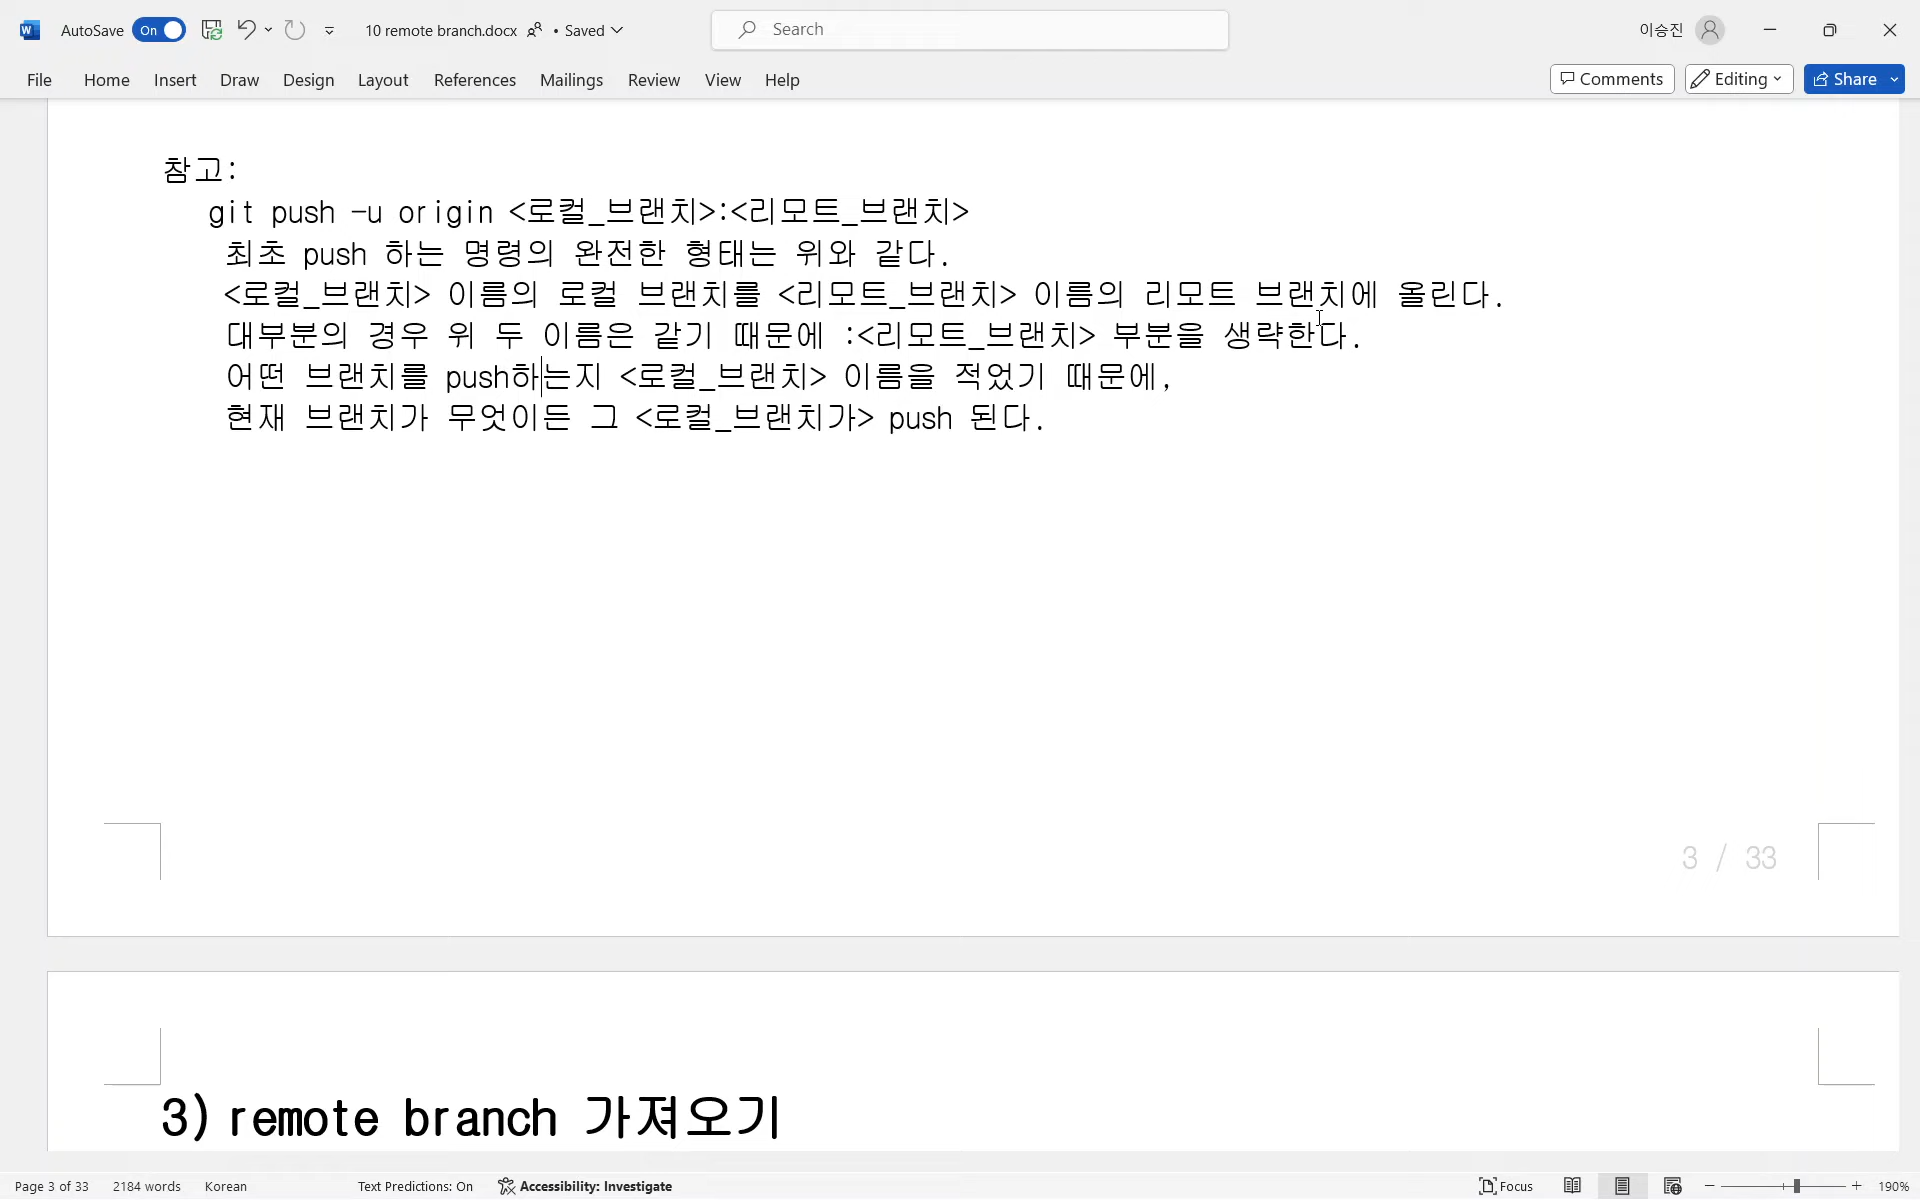 AutoSave On 10 remote branch.docx • Saved Search 이승진
File Home Insert Draw Design Layout References Mailings Review View Help Comments Editing Share
참고:
git push -u origin <로컬_브랜치>:<리모트_브랜치>
최초 push 하는 명령의 완전한 형태는 위와 같다.
<로컬_브랜치> 이름의 로컬 브랜치를 <리모트_브랜치> 이름의 리모트 브랜치에 올린다.
대부분의 경우 위 두 이름은 같기 때문에 :<리모트_브랜치> 부분을 생략한다.
어떤 브랜치를 push하는지 <로컬_브랜치> 이름을 적었기 때문에,
현재 브랜치가 무엇이든 그 <로컬_브랜치가> push 된다.
3 / 33
3) remote branch 가져오기
Page 3 of 33 2184 words Korean Text Predictions: On Accessibility: Investigate Focus 190%